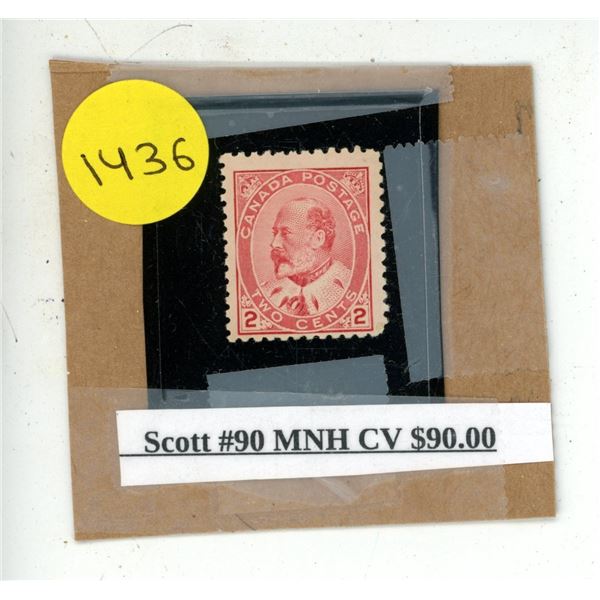 1436
CANADA POSTAGE
2 TWO CENTS 2
Scott #90 MNH CV $90.00